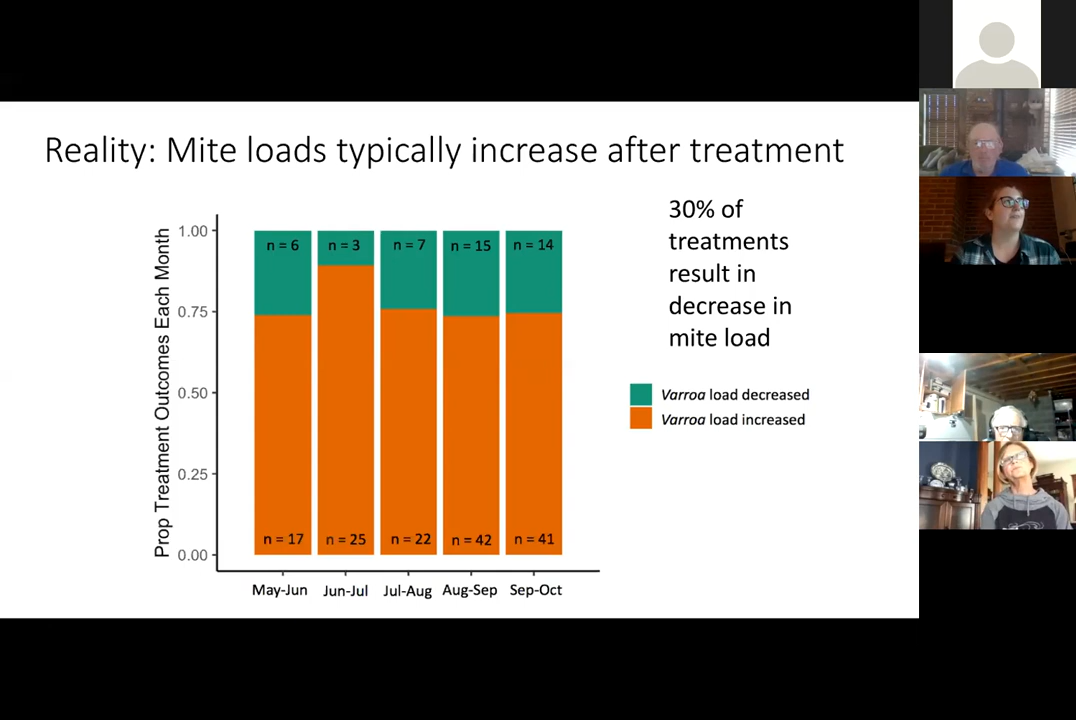 Reality: Mite loads typically increase after treatment
30% of
treatments
result in
decrease in
mite load
Prop Treatment Outcomes Each Month
1.00
0.75
0.50
0.25
0.00
n = 6
n = 3
n = 7
n = 15
n = 14
n = 17
n = 25
n = 22
n = 42
n = 41
May-Jun
Jun-Jul
Jul-Aug
Aug-Sep
Sep-Oct
Varroa load decreased
Varroa load increased